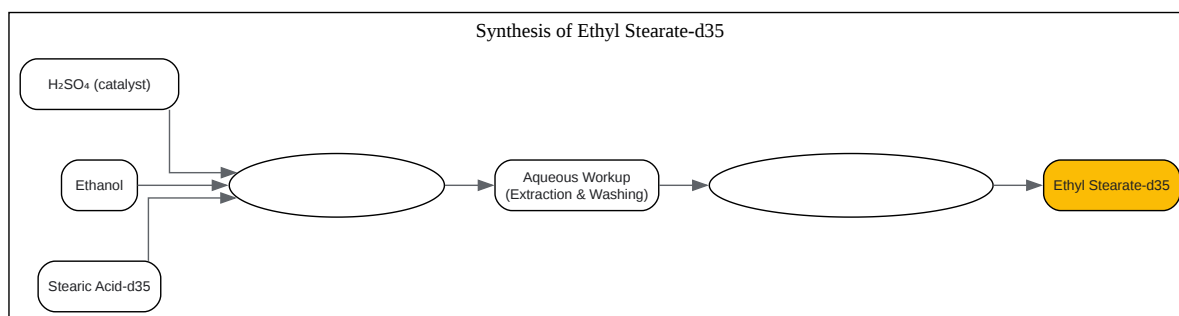 Synthesis of Ethyl Stearate-d35
H₂SO₄ (catalyst)
Ethanol
Aqueous Workup
(Extraction & Washing)
Ethyl Stearate-d35
Stearic Acid-d35